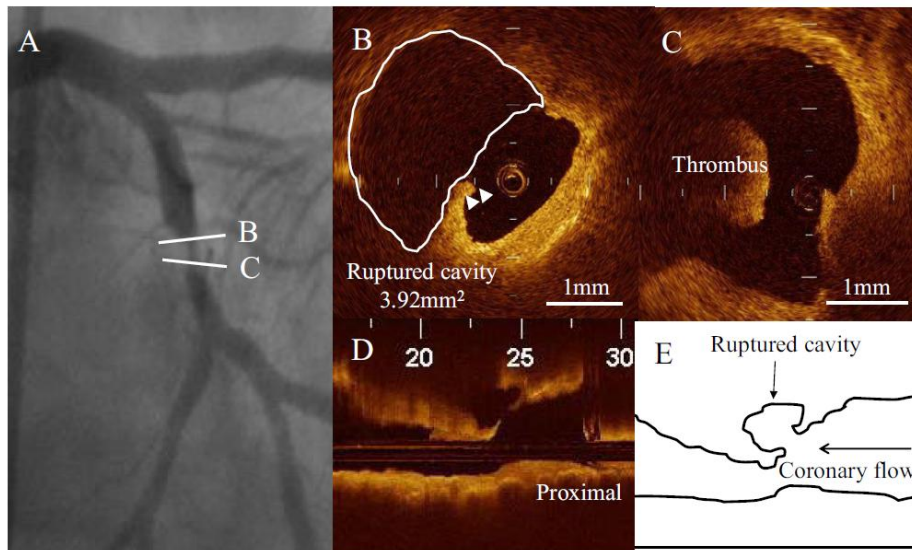 A
B
C
B
Ruptured cavity
3.92mm²
1mm
C
Thrombus
1mm
D
20
25
30
Proximal
E
Ruptured cavity
Coronary flow